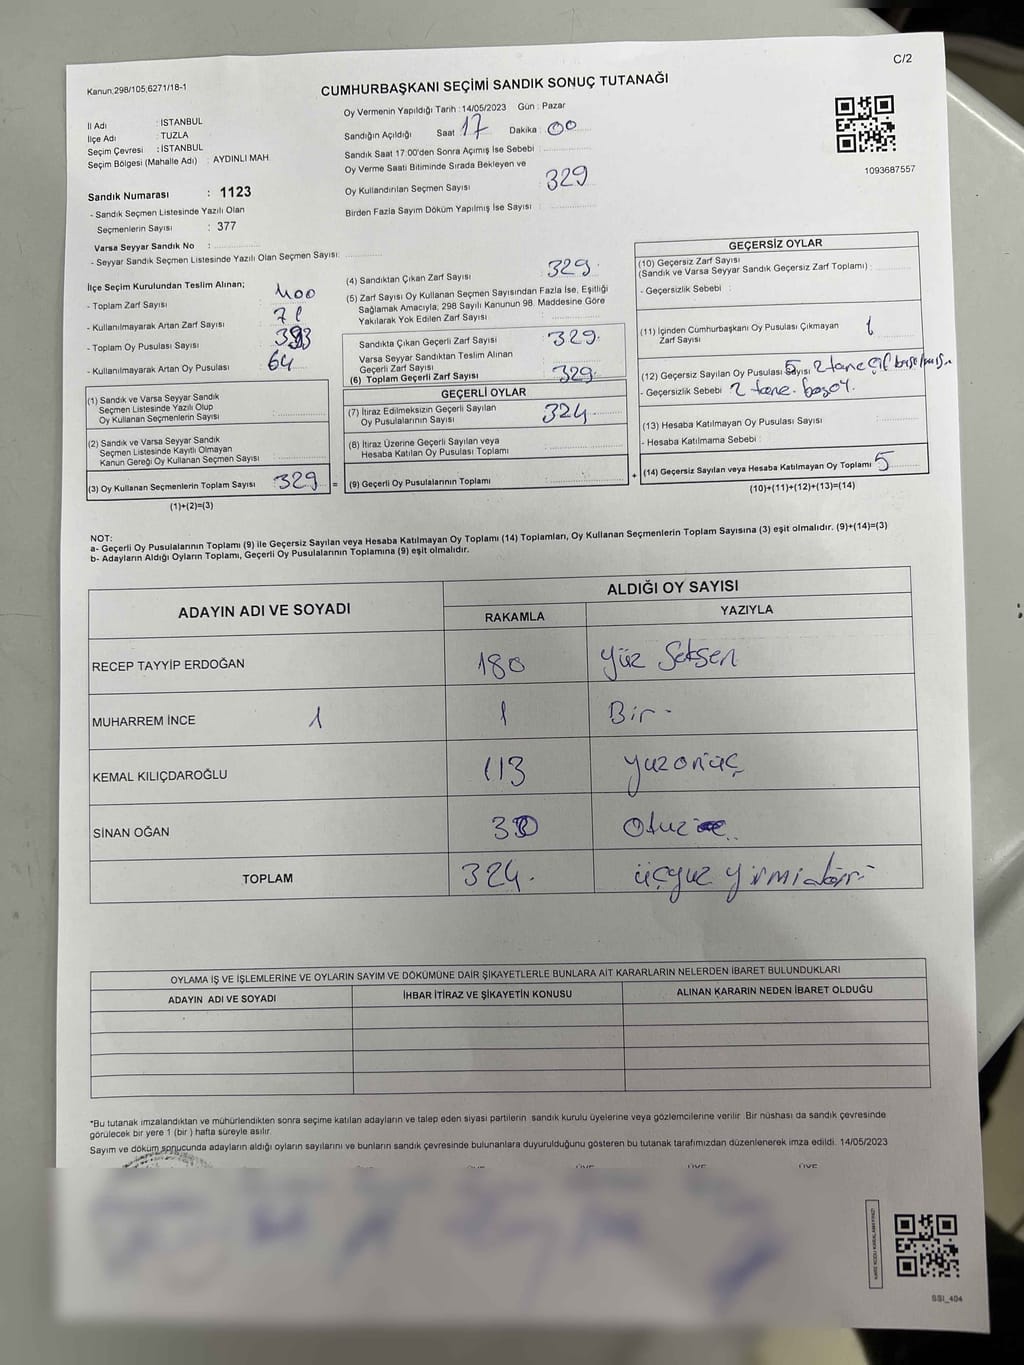 C/2
Kanun;298/105,6271/18-1
CUMHURBAŞKANI SEÇİMİ SANDIK SONUÇ TUTANAĞI
İl Adı : İSTANBUL
İlçe Adı : TUZLA
Seçim Çevresi : İSTANBUL
Seçim Bölgesi (Mahalle Adı) : AYDINLI MAH.
Sandık Numarası : 1123
- Sandık Seçmen Listesinde Yazılı Olan
Seçmenlerin Sayısı : 377
Varsa Seyyar Sandık No :
- Seyyar Sandık Seçmen Listesinde Yazılı Olan Seçmen Sayısı:
Oy Vermenin Yapıldığı Tarih : 14/05/2023 Gün : Pazar
Sandığın Açıldığı Saat 17 Dakika : 00
Sandık Saat 17:00'den Sonra Açımış İse Sebebi :
Oy Verme Saati Bitiminde Sırada Bekleyen ve
Oy Kullandırılan Seçmen Sayısı : 329
Birden Fazla Sayım Döküm Yapılmış İse Sayısı :
1093687557
İlçe Seçim Kurulundan Teslim Alınan;
- Toplam Zarf Sayısı : 400
- Kullanılmayarak Artan Zarf Sayısı : 71
- Toplam Oy Pusulası Sayısı : 393
- Kullanılmayarak Artan Oy Pusulası : 64
(1) Sandık ve Varsa Seyyar Sandık
Seçmen Listesinde Yazılı Olup
Oy Kullanan Seçmenlerin Sayısı :
(2) Sandık ve Varsa Seyyar Sandık
Seçmen Listesinde Kayıtlı Olmayan
Kanun Gereği Oy Kullanan Seçmen Sayısı :
(3) Oy Kullanan Seçmenlerin Toplam Sayısı : 329 =
(1)+(2)=(3)
(4) Sandıktan Çıkan Zarf Sayısı : 329
(5) Zarf Sayısı Oy Kullanan Seçmen Sayısından Fazla İse, Eşitliği
Sağlamak Amacıyla; 298 Sayılı Kanunun 98. Maddesine Göre
Yakılarak Yok Edilen Zarf Sayısı :
Sandıkta Çıkan Geçerli Zarf Sayısı : 329
Varsa Seyyar Sandıktan Teslim Alınan
Geçerli Zarf Sayısı :
(6) Toplam Geçerli Zarf Sayısı : 329
GEÇERLİ OYLAR
(7) İtiraz Edilmeksizin Geçerli Sayılan
Oy Pusulalarının Sayısı : 324
(8) İtiraz Üzerine Geçerli Sayılan veya
Hesaba Katılan Oy Pusulası Toplamı :
(9) Geçerli Oy Pusulalarının Toplamı : +
GEÇERSİZ OYLAR
(10) Geçersiz Zarf Sayısı
(Sandık ve Varsa Seyyar Sandık Geçersiz Zarf Toplamı) :
- Geçersizlik Sebebi :
(11) İçinden Cumhurbaşkanı Oy Pusulası Çıkmayan
Zarf Sayısı : 1
(12) Geçersiz Sayılan Oy Pusulası Sayısı 5 2 tane çif basılmış.
- Geçersizlik Sebebi 2 tane. boşoy.
(13) Hesaba Katılmayan Oy Pusulası Sayısı :
- Hesaba Katılmama Sebebi :
(14) Geçersiz Sayılan veya Hesaba Katılmayan Oy Toplamı : 5
(10)+(11)+(12)+(13)=(14)
NOT:
a- Geçerli Oy Pusulalarının Toplamı (9) ile Geçersiz Sayılan veya Hesaba Katılmayan Oy Toplamı (14) Toplamları, Oy Kullanan Seçmenlerin Toplam Sayısına (3) eşit olmalıdır. (9)+(14)=(3)
b- Adayların Aldığı Oyların Toplamı, Geçerli Oy Pusulalarının Toplamına (9) eşit olmalıdır.
ADAYIN ADI VE SOYADI
ALDIĞI OY SAYISI
RAKAMLA YAZIYLA
RECEP TAYYİP ERDOĞAN 180 Yüz Seksen
MUHARREM İNCE 1 1 Bir -
KEMAL KILIÇDAROĞLU 113 yuzonüç
SİNAN OĞAN 30 Otuz
TOPLAM 324. üçyuz yirmi
OYLAMA İŞ VE İŞLEMLERİNE VE OYLARIN SAYIM VE DÖKÜMÜNE DAİR ŞİKAYETLERLE BUNLARA AİT KARARLARIN NELERDEN İBARET BULUNDUKLARI
ADAYIN ADI VE SOYADI İHBAR İTİRAZ VE ŞİKAYETİN KONUSU ALINAN KARARIN NEDEN İBARET OLDUĞU
*Bu tutanak imzalandıktan ve mühürlendikten sonra seçime katılan adayların ve talep eden siyasi partilerin sandık kurulu üyelerine veya gözlemcilerine verilir. Bir nüshası da sandık çevresinde
görülecek bir yere 1 (bir ) hafta süreyle asılır.
Sayım ve döküm sonucunda adayların aldığı oyların sayılarını ve bunların sandık çevresinde bulunanlara duyurulduğunu gösteren bu tutanak tarafımızdan düzenlenerek imza edildi. 14/05/2023
ÜYE ÜYE ÜYE ÜYE
SSI_404